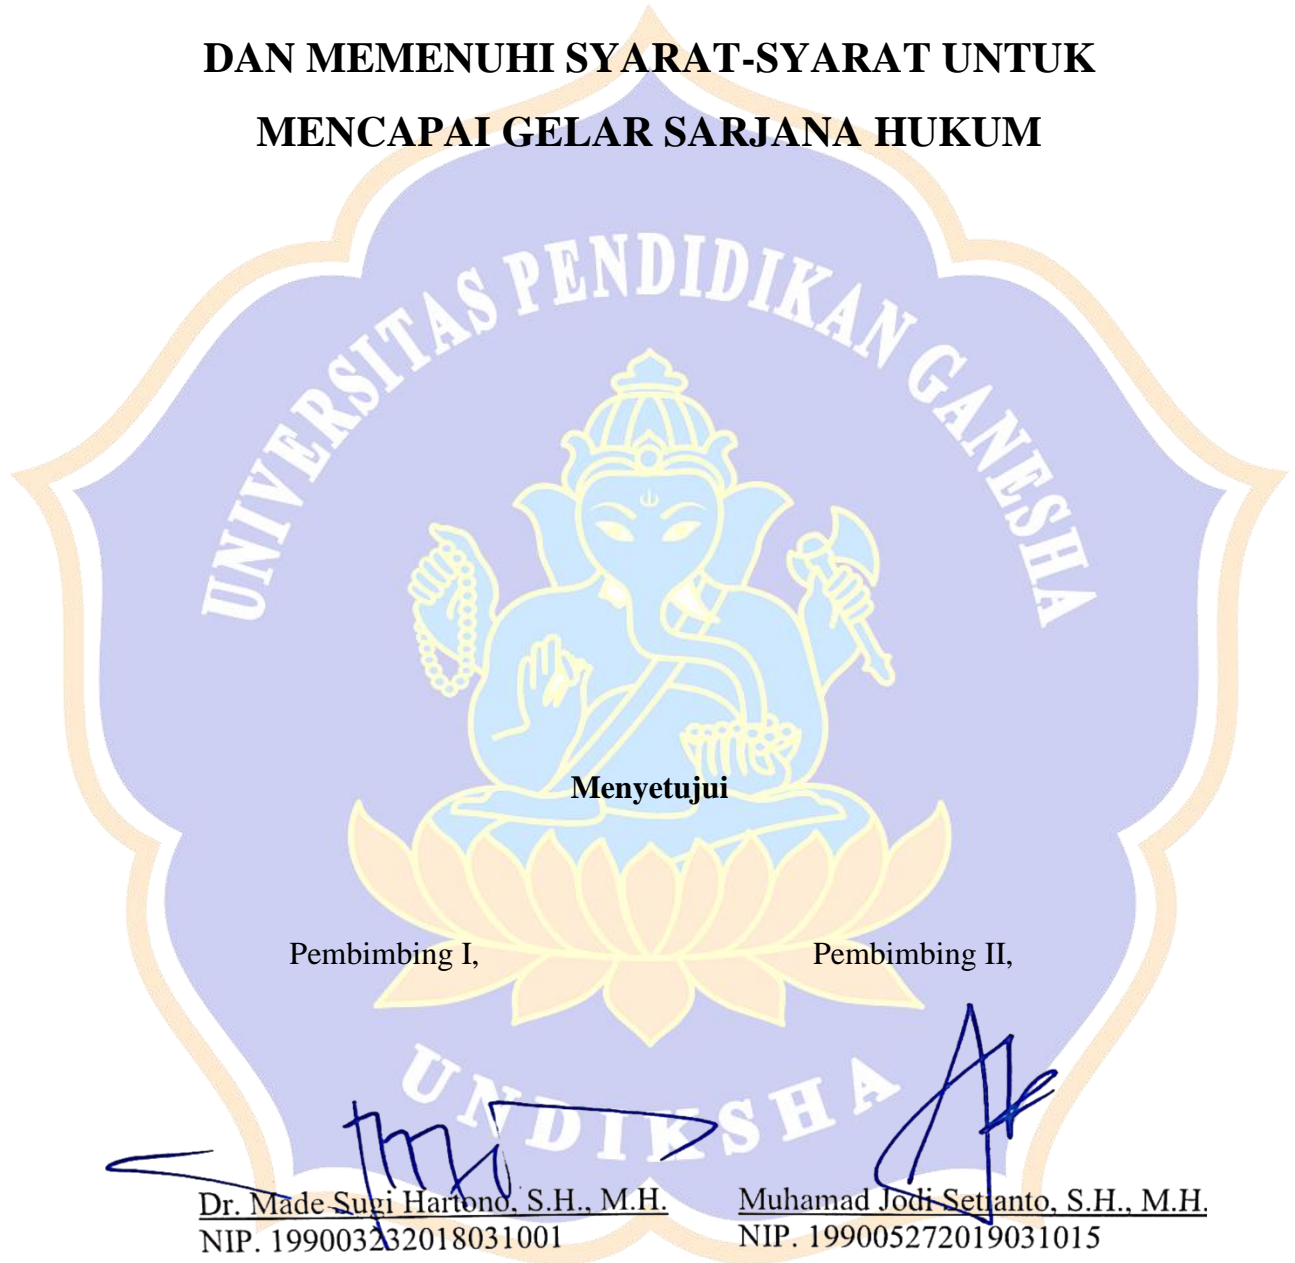 DAN MEMENUHI SYARAT-SYARAT UNTUK
MENCAPAI GELAR SARJANA HUKUM
UNIVERSITAS PENDIDIKAN GANESHA
Menyetujui
Pembimbing I,
Pembimbing II,
UNDIKSHA
Dr. Made Sugi Hartono, S.H., M.H.
NIP. 199003232018031001
Muhamad Jodi Setianto, S.H., M.H.
NIP. 199005272019031015